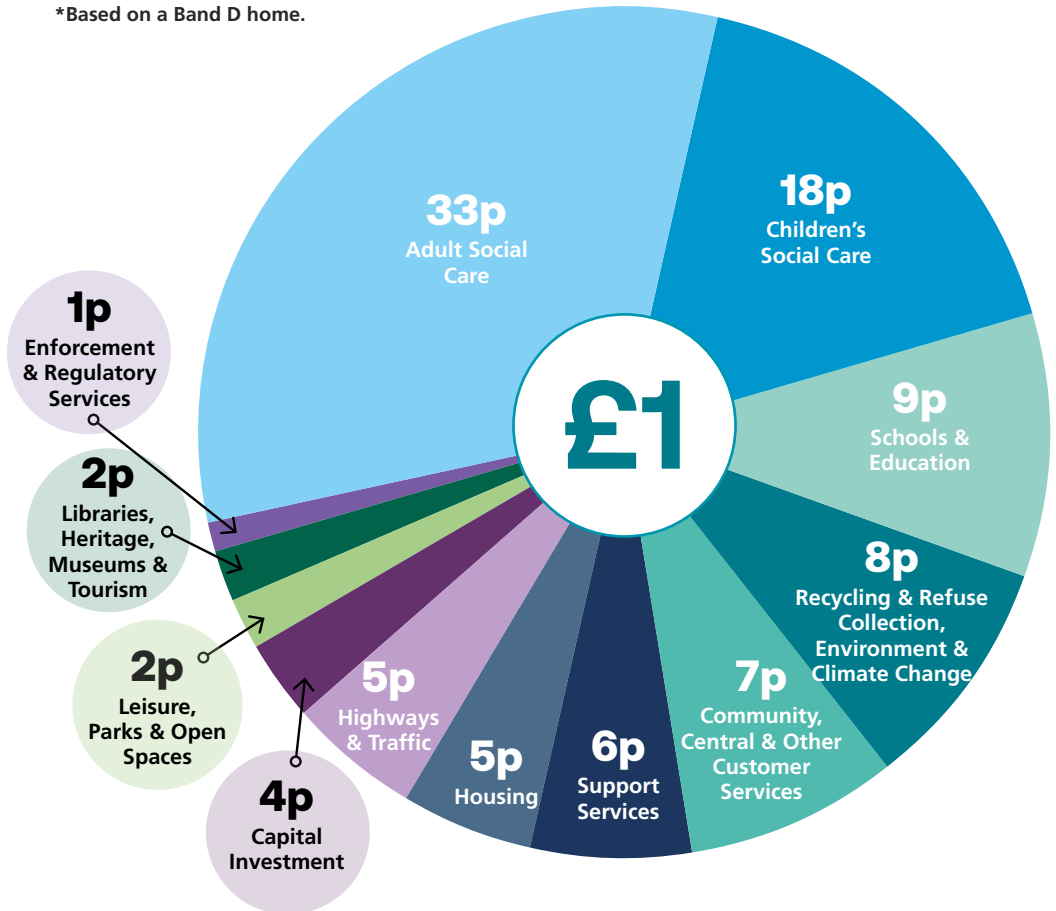 *Based on a Band D home.
33p
Adult Social
Care
18p
Children’s
Social Care
£1
9p
Schools &
Education
8p
Recycling & Refuse
Collection,
Environment &
Climate Change
7p
Community,
Central & Other
Customer
Services
6p
Support
Services
5p
Housing
5p
Highways
& Traffic
4p
Capital
Investment
2p
Leisure,
Parks & Open
Spaces
2p
Libraries,
Heritage,
Museums &
Tourism
1p
Enforcement
& Regulatory
Services